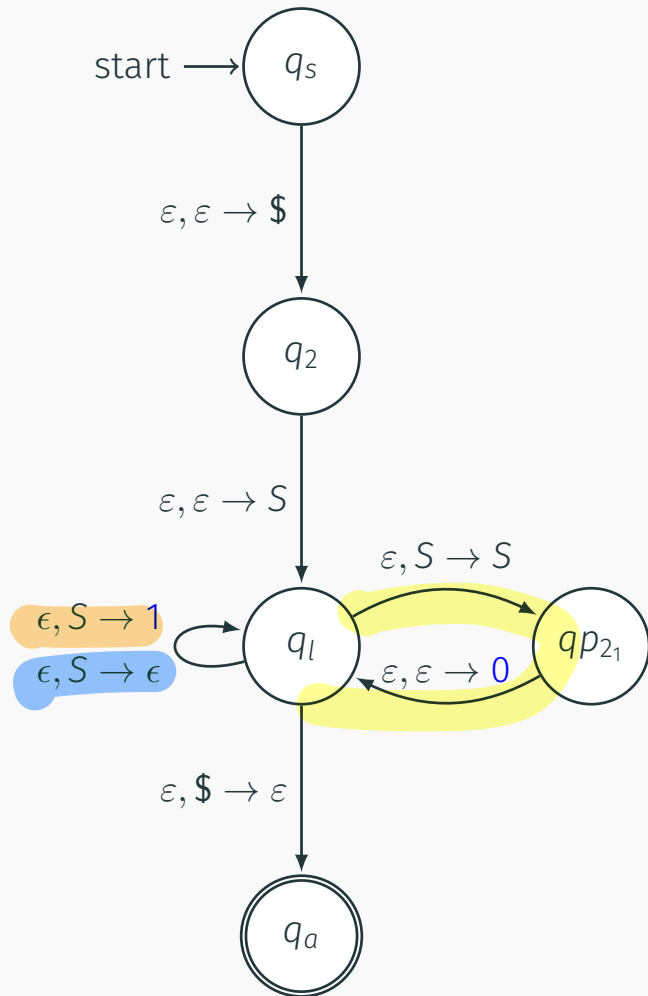 start
q_s
ε, ε → $
q_2
ε, ε → S
ε, S → S
ϵ, S → 1
q_l
qp_{2_1}
ϵ, S → ϵ
ε, ε → 0
ε, $ → ε
q_a